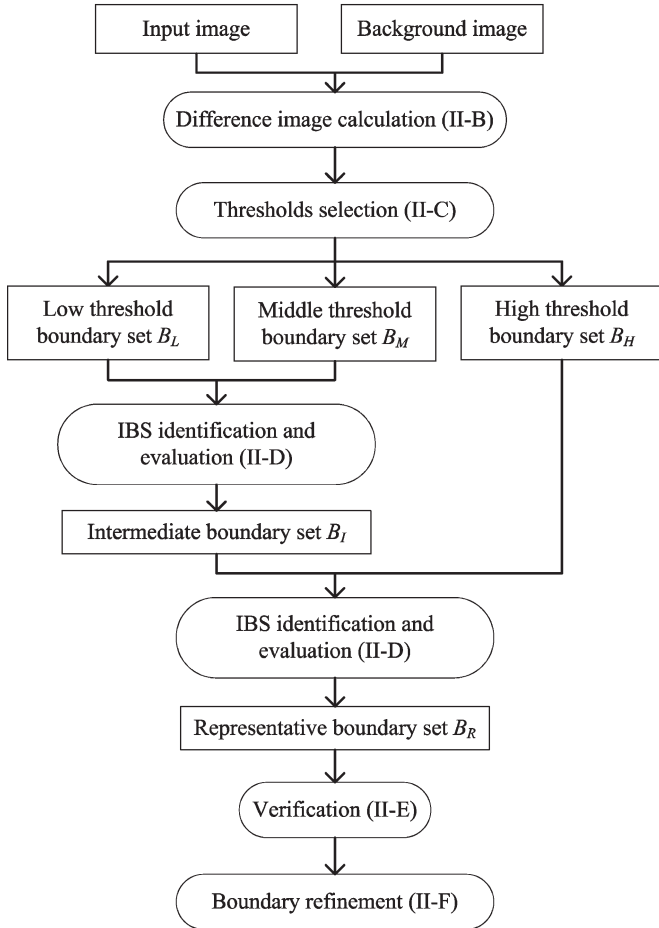 Input image
Background image
Difference image calculation (II-B)
Thresholds selection (II-C)
Low threshold
boundary set B_L
Middle threshold
boundary set B_M
High threshold
boundary set B_H
IBS identification and
evaluation (II-D)
Intermediate boundary set B_I
IBS identification and
evaluation (II-D)
Representative boundary set B_R
Verification (II-E)
Boundary refinement (II-F)